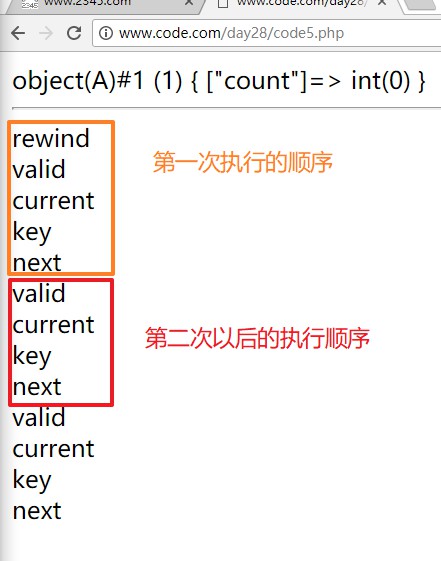 www.2345.com
www.code.com/day28/c
www.code.com/day28/code5.php
object(A)#1 (1) { ["count"]=> int(0) }
rewind
valid
第一次执行的顺序
current
key
next
valid
current
第二次以后的执行顺序
key
next
valid
current
key
next